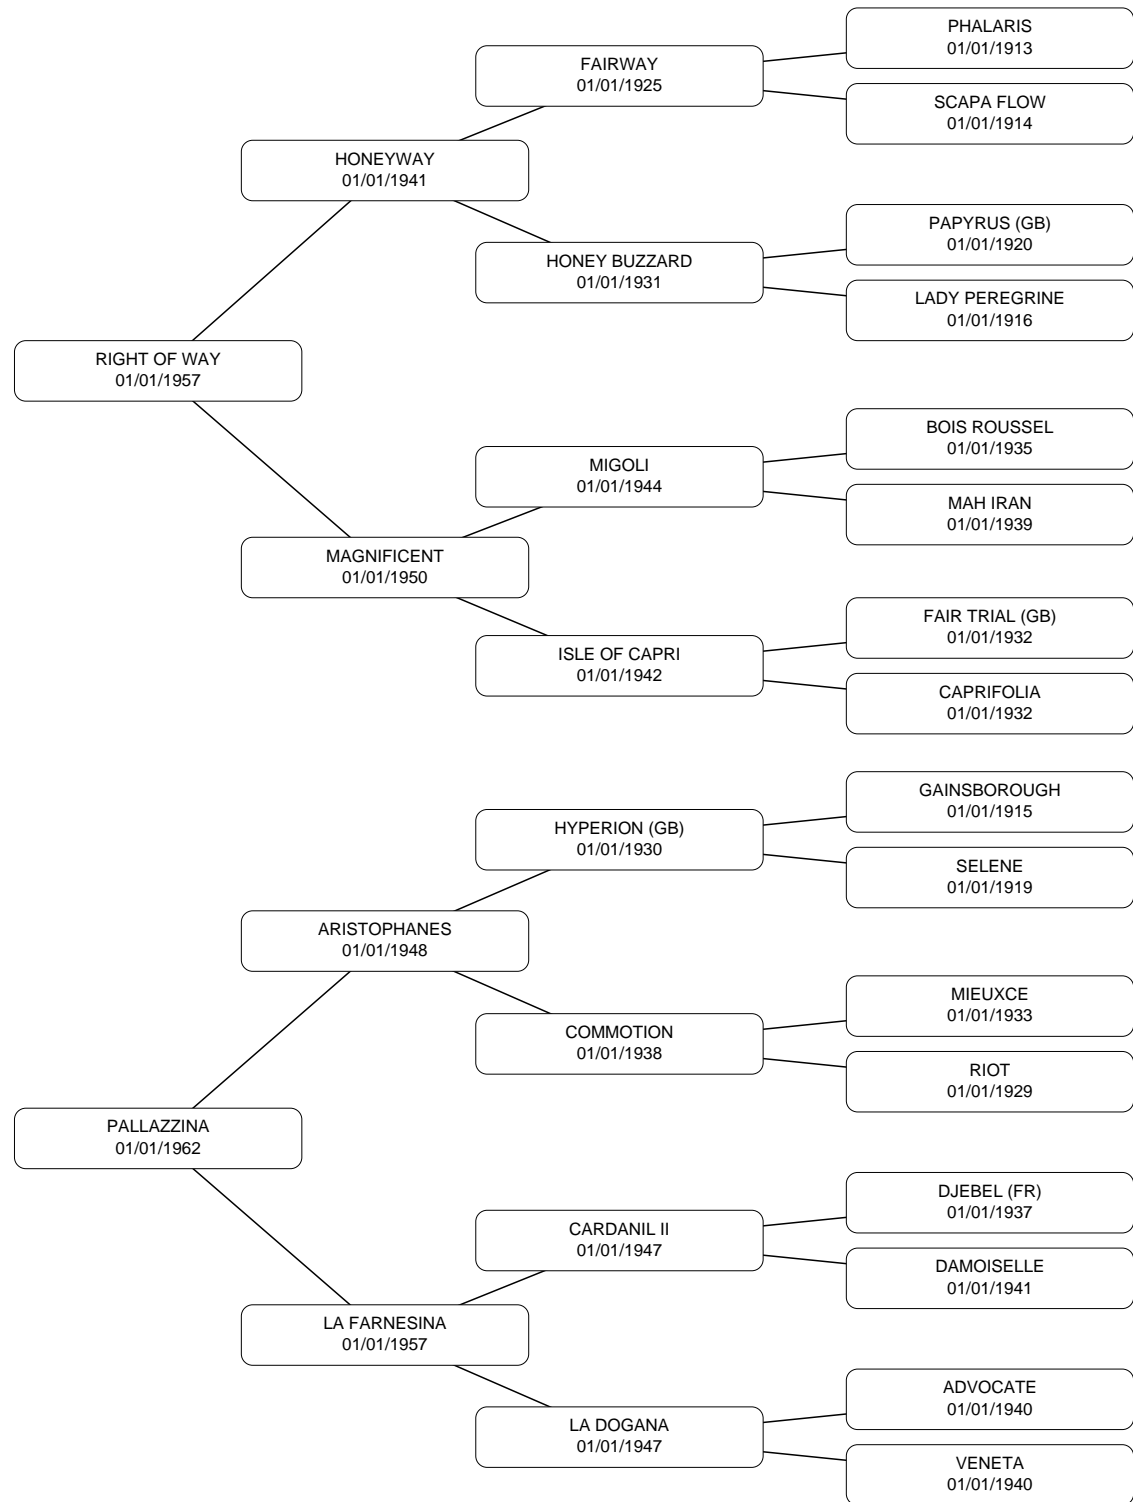 PHALARIS
01/01/1913
FAIRWAY
01/01/1925
SCAPA FLOW
01/01/1914
HONEYWAY
01/01/1941
PAPYRUS (GB)
01/01/1920
HONEY BUZZARD
01/01/1931
LADY PEREGRINE
01/01/1916
RIGHT OF WAY
01/01/1957
BOIS ROUSSEL
01/01/1935
MIGOLI
01/01/1944
MAH IRAN
01/01/1939
MAGNIFICENT
01/01/1950
FAIR TRIAL (GB)
01/01/1932
ISLE OF CAPRI
01/01/1942
CAPRIFOLIA
01/01/1932
GAINSBOROUGH
01/01/1915
HYPERION (GB)
01/01/1930
SELENE
01/01/1919
ARISTOPHANES
01/01/1948
MIEUXCE
01/01/1933
COMMOTION
01/01/1938
RIOT
01/01/1929
PALLAZZINA
01/01/1962
DJEBEL (FR)
01/01/1937
CARDANIL II
01/01/1947
DAMOISELLE
01/01/1941
LA FARNESINA
01/01/1957
ADVOCATE
01/01/1940
LA DOGANA
01/01/1947
VENETA
01/01/1940